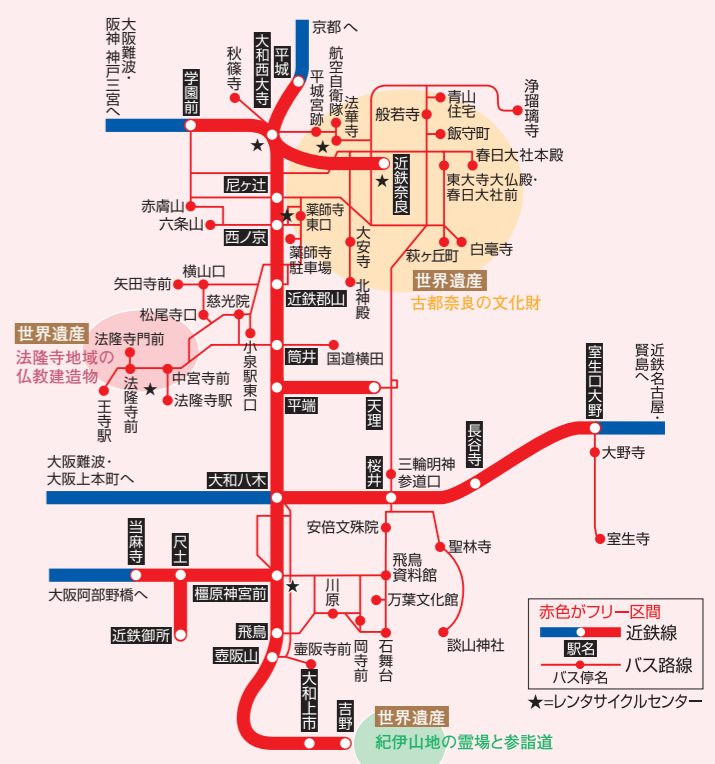 京都へ
大阪難波・
阪神 神戸三宮へ
学園前
秋篠寺
大和西大寺
平城
平城宮跡
航空自衛隊
法華寺
般若寺
青山
住宅
飯守町
浄瑠璃寺
春日大社本殿
東大寺大仏殿・
春日大社前
近鉄奈良
尼ヶ辻
赤膚山
六条山
西ノ京
薬師寺
東口
薬師寺
駐車場
大安寺
北神殿
萩ヶ丘町
白毫寺
世界遺産
古都奈良の文化財
矢田寺前
横山口
松尾寺口
慈光院
近鉄郡山
世界遺産
法隆寺地域の
仏教建造物
法隆寺門前
法隆寺前
中宮寺前
法隆寺駅
王寺駅
小泉駅東口
筒井
国道横田
平端
天理
室生口大野
近鉄名古屋・
賢島へ
大野寺
室生寺
長谷寺
桜井
三輪明神
参道口
大阪難波・
大阪上本町へ
大和八木
安倍文殊院
聖林寺
談山神社
当麻寺
尺土
大阪阿部野橋へ
橿原神宮前
近鉄御所
飛鳥
飛鳥
資料館
川原
万葉文化館
岡寺前
石舞台
壺阪山
壺阪寺前
大和上市
吉野
世界遺産
紀伊山地の霊場と参詣道
赤色がフリー区間
近鉄線
駅名
バス路線
バス停名
★=レンタサイクルセンター